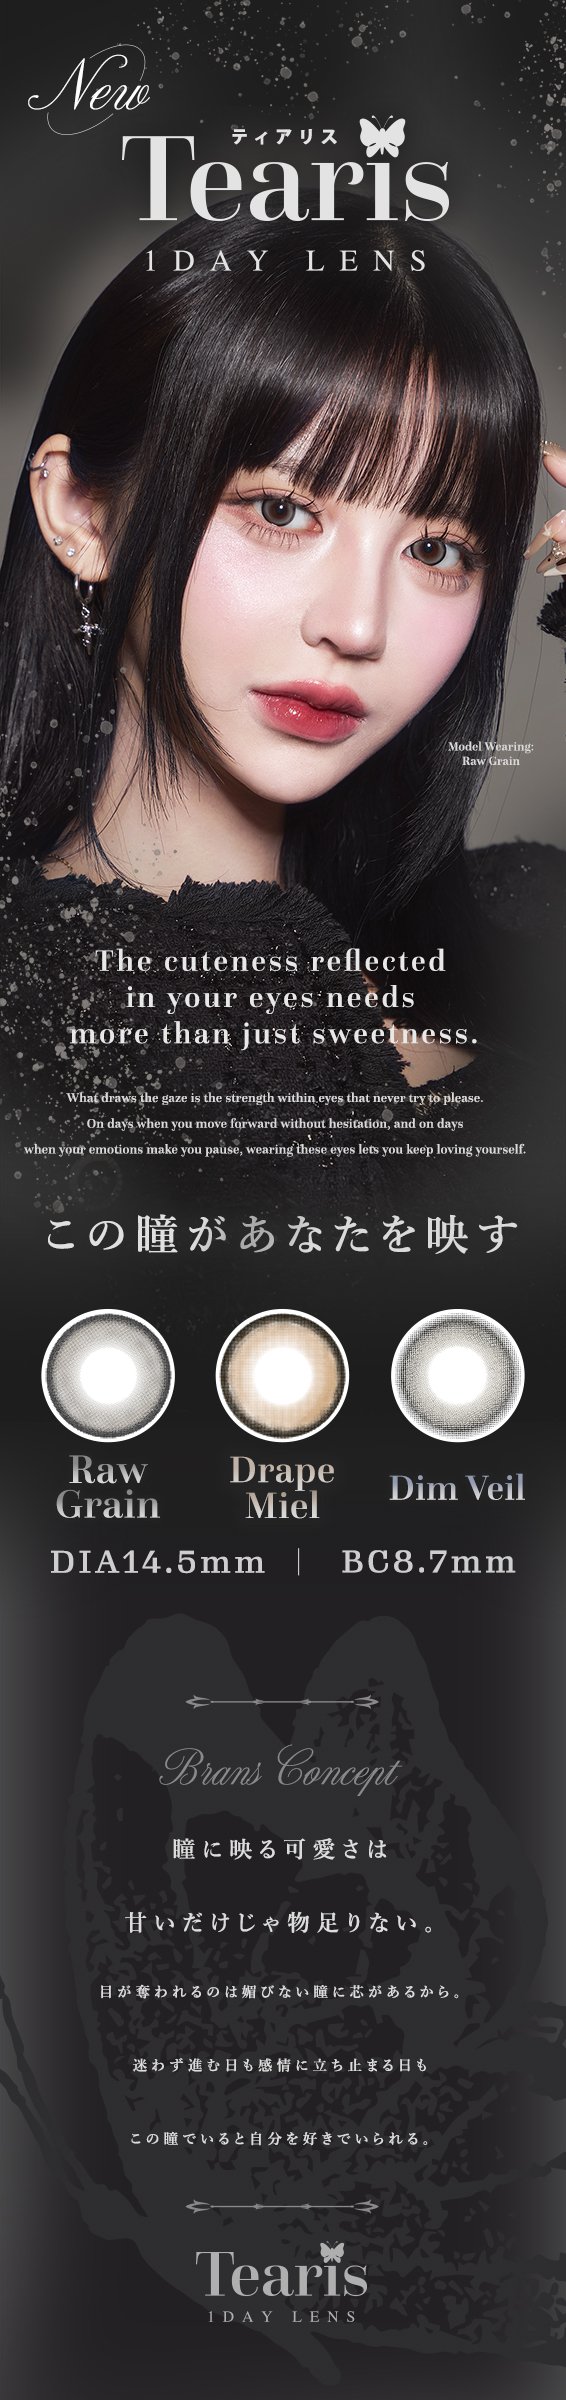 New
ティアリス
Tearis
1DAY LENS
Model Wearing:
Raw Grain
The cuteness reflected
in your eyes needs
more than just sweetness.
What draws the gaze is the strength within eyes that never try to please.
On days when you move forward without hesitation, and on days
when your emotions make you pause, wearing these eyes lets you keep loving yourself.
この瞳があなたを映す
Raw
Grain
Drape
Miel
Dim Veil
DIA14.5mm | BC8.7mm
Brans Concept
瞳に映る可愛さは
甘いだけじゃ物足りない。
目が奪われるのは媚びない瞳に芯があるから。
迷わず進む日も感情に立ち止まる日も
この瞳でいると自分を好きでいられる。
Tearis
1DAY LENS